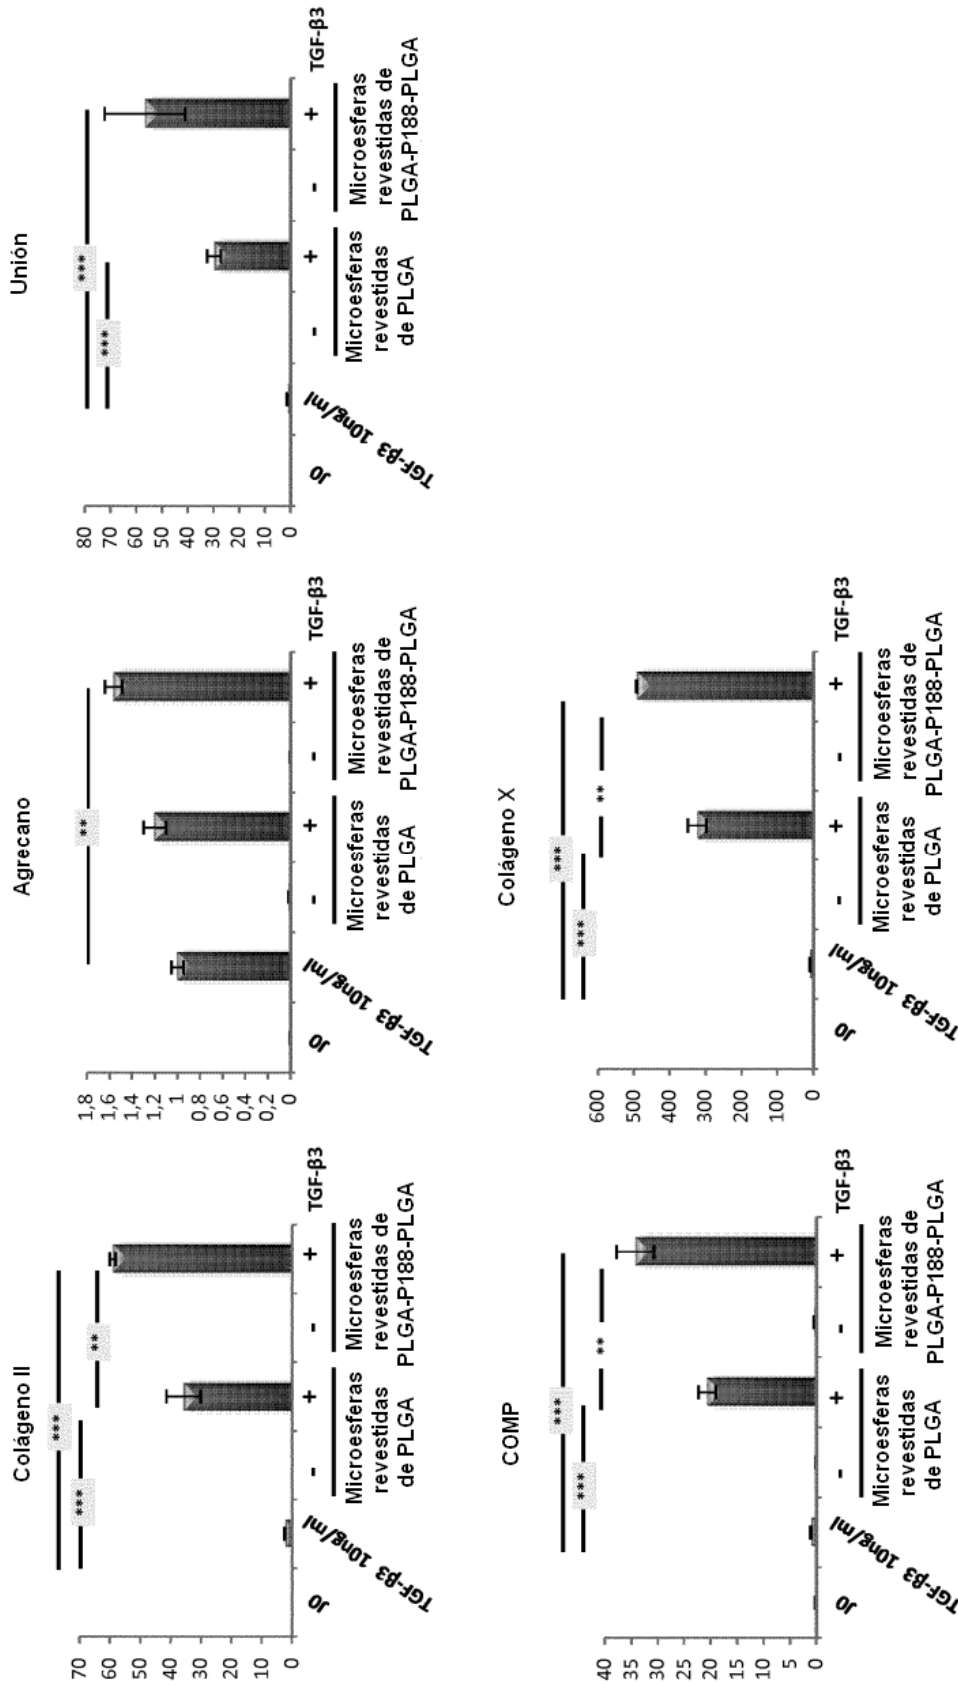 Colágeno II
***
***
**
70
60
50
40
30
20
10
0
J0
TGF-β3 10ng/ml
-
+
-
+
TGF-β3
Microesferas
revestidas
de PLGA
Microesferas
revestidas de
PLGA-P188-PLGA
Agrecano
**
1,8
1,6
1,4
1,2
1
0,8
0,6
0,4
0,2
0
J0
TGF-β3 10ng/ml
-
+
-
+
TGF-β3
Microesferas
revestidas
de PLGA
Microesferas
revestidas de
PLGA-P188-PLGA
Unión
***
***
80
70
60
50
40
30
20
10
0
J0
TGF-β3 10ng/ml
-
+
-
+
TGF-β3
Microesferas
revestidas
de PLGA
Microesferas
revestidas de
PLGA-P188-PLGA
COMP
***
***
**
40
35
30
25
20
15
10
5
0
J0
TGF-β3 10ng/ml
-
+
-
+
TGF-β3
Microesferas
revestidas
de PLGA
Microesferas
revestidas de
PLGA-P188-PLGA
Colágeno X
***
***
**
600
500
400
300
200
100
0
J0
TGF-β3 10ng/ml
-
+
-
+
TGF-β3
Microesferas
revestidas
de PLGA
Microesferas
revestidas de
PLGA-P188-PLGA